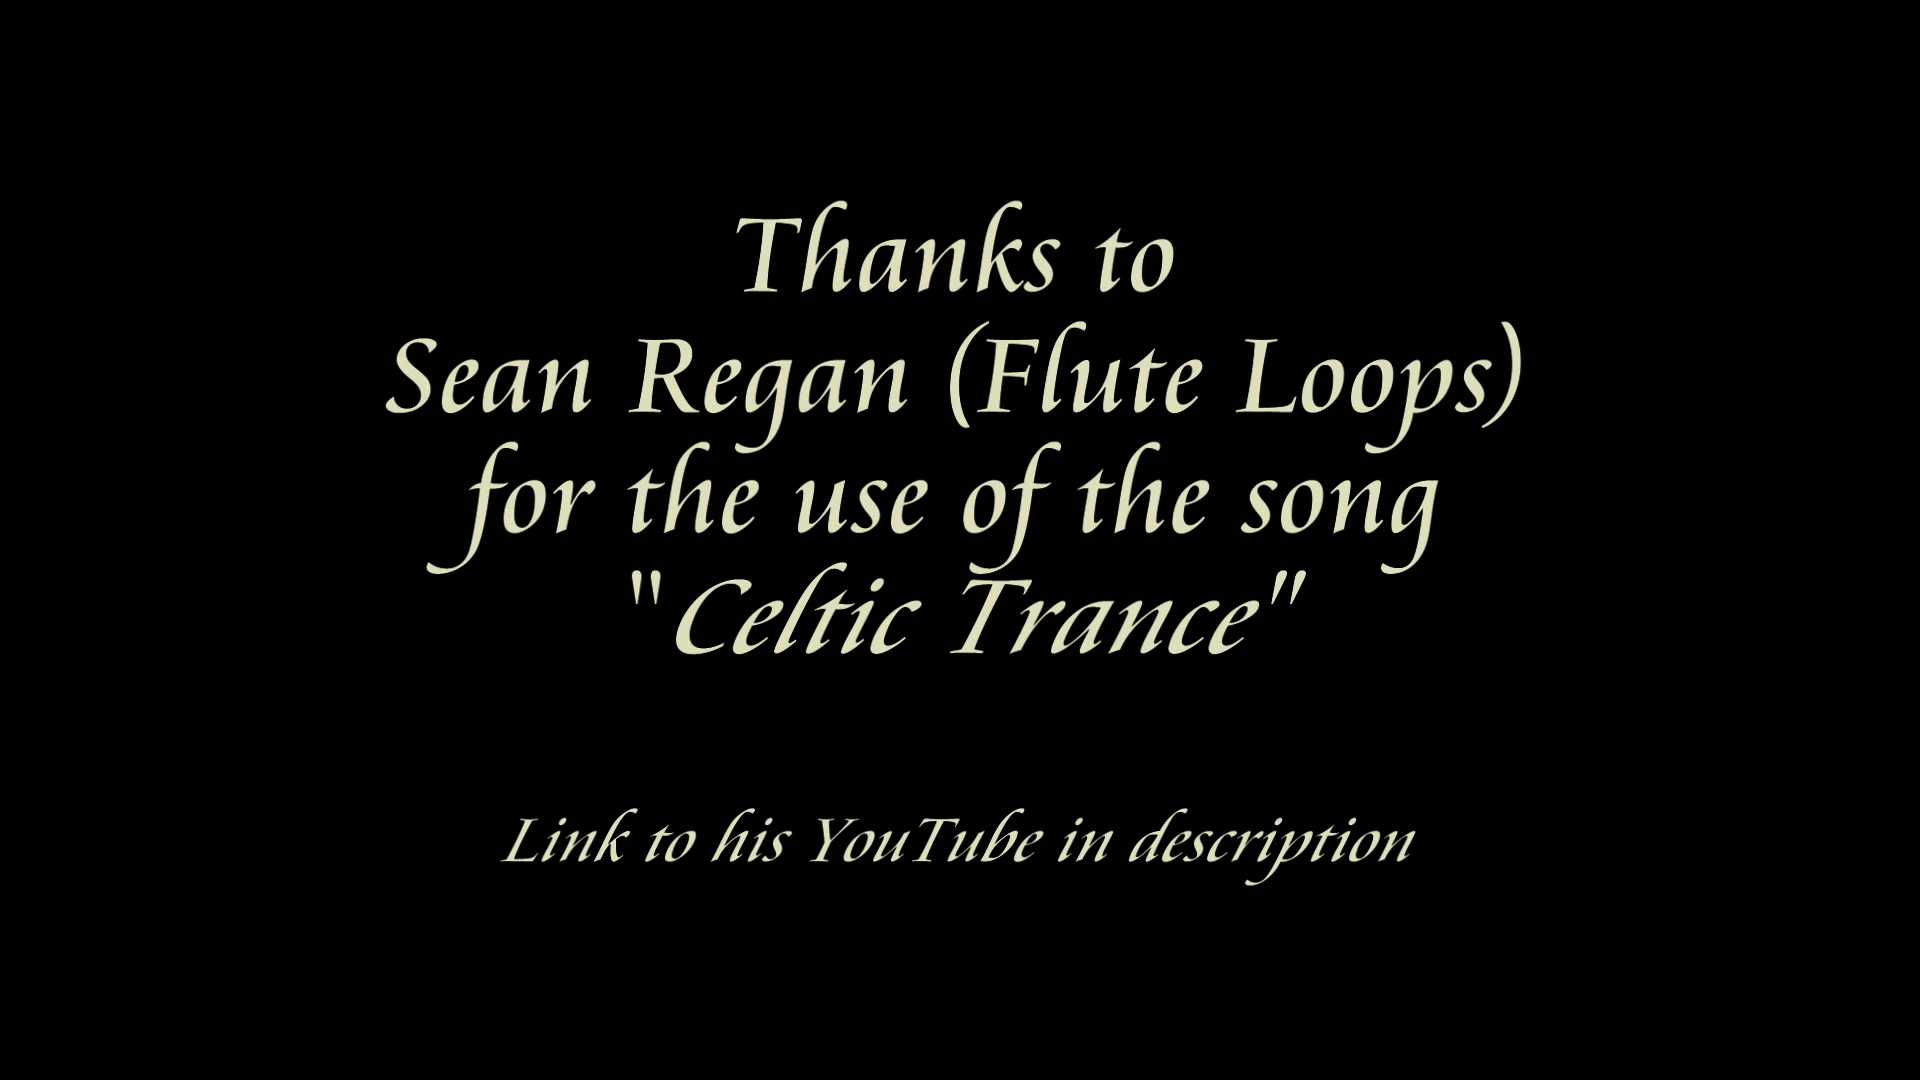 Thanks to
Sean Regan (Flute Loops)
for the use of the song
"Celtic Trance"
Link to his YouTube in description